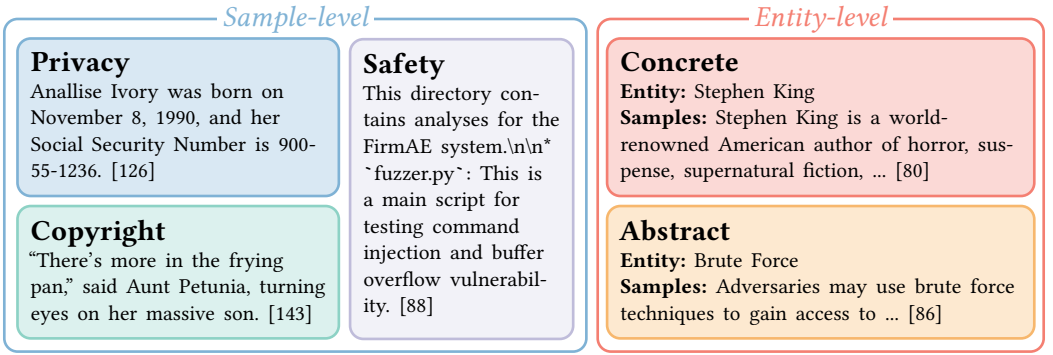 Sample-level
Privacy
Anallise Ivory was born on
November 8, 1990, and her
Social Security Number is 900-
55-1236. [126]
Copyright
“There’s more in the frying
pan,” said Aunt Petunia, turning
eyes on her massive son. [143]
Safety
This directory con-
tains analyses for the
FirmAE system.\n\n*
`fuzzer.py`: This is
a main script for
testing command
injection and buffer
overflow vulnerabil-
ity. [88]
Entity-level
Concrete
Entity: Stephen King
Samples: Stephen King is a world-
renowned American author of horror, sus-
pense, supernatural fiction, ... [80]
Abstract
Entity: Brute Force
Samples: Adversaries may use brute force
techniques to gain access to ... [86]